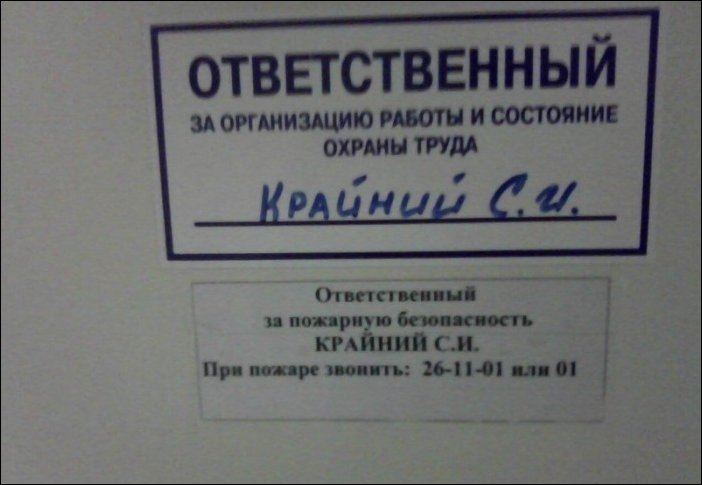 ОТВЕТСТВЕННЫЙ
ЗА ОРГАНИЗАЦИЮ РАБОТЫ И СОСТОЯНИЕ
ОХРАНЫ ТРУДА
КРАЙНИЙ С.И.
Ответственный
за пожарную безопасность
КРАЙНИЙ С.И.
При пожаре звонить: 26-11-01 или 01